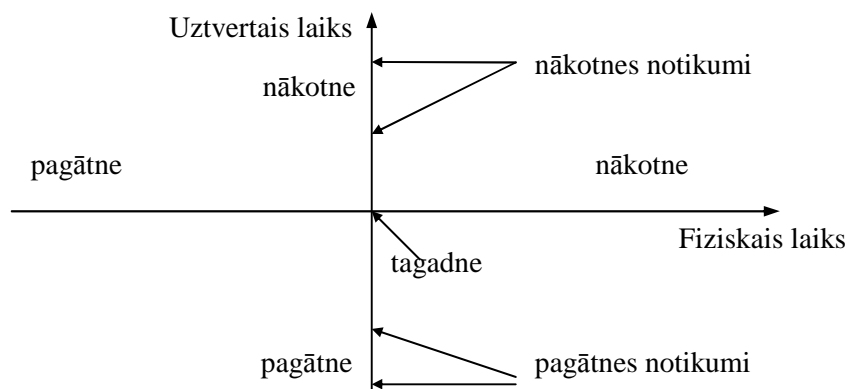 Uztvertais laiks
nākotnes notikumi
nākotne
pagātne
nākotne
Fiziskais laiks
tagadne
pagātne
pagātnes notikumi